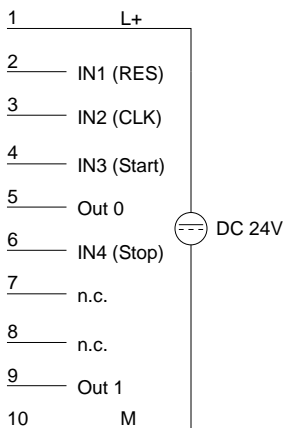 1 L+
2 IN1 (RES)
3 IN2 (CLK)
4 IN3 (Start)
5 Out 0
DC 24V
6 IN4 (Stop)
7 n.c.
8 n.c.
9 Out 1
10 M